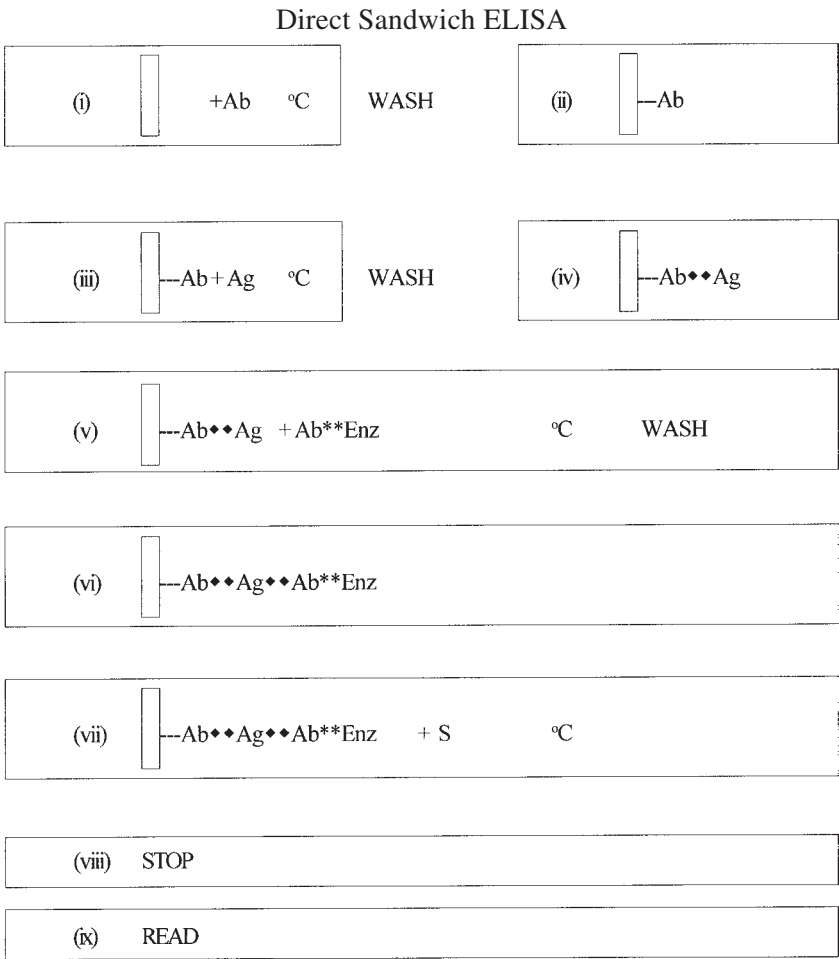 Direct Sandwich ELISA
(i) +Ab °C WASH (ii) ---Ab
(iii) ---Ab+Ag °C WASH (iv) ---Ab◆◆Ag
(v) ---Ab◆◆Ag +Ab**Enz °C WASH
(vi) ---Ab◆◆Ag◆◆Ab**Enz
(vii) ---Ab◆◆Ag◆◆Ab**Enz + S °C
(viii) STOP
(ix) READ